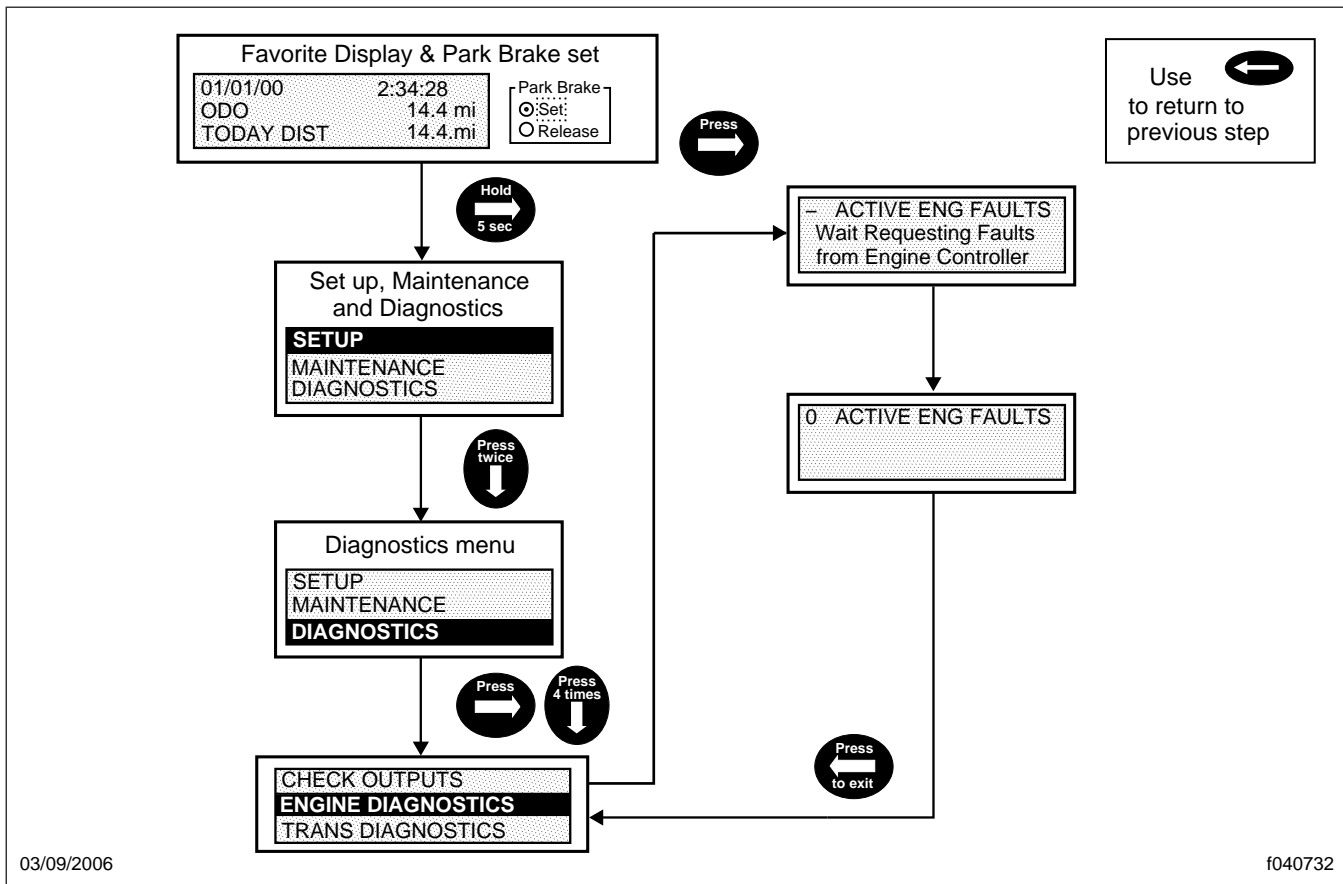 Favorite Display & Park Brake set
01/01/00 2:34:28
ODO 14.4 mi
TODAY DIST 14.4.mi
Park Brake
Set
Release
Hold
5 sec
Set up, Maintenance
and Diagnostics
SETUP
MAINTENANCE
DIAGNOSTICS
Press
twice
Diagnostics menu
SETUP
MAINTENANCE
DIAGNOSTICS
Press
Press
4 times
CHECK OUTPUTS
ENGINE DIAGNOSTICS
TRANS DIAGNOSTICS
Press
– ACTIVE ENG FAULTS
Wait Requesting Faults
from Engine Controller
0 ACTIVE ENG FAULTS
Press
to exit
Use
to return to
previous step
03/09/2006
f040732